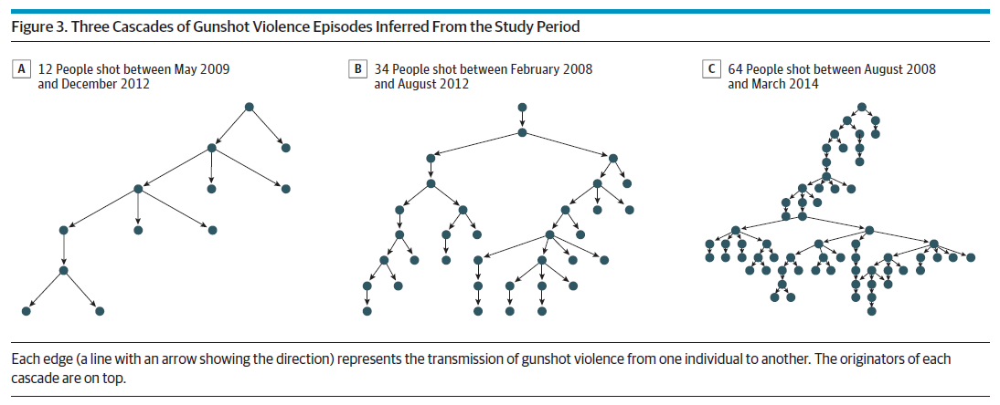 Figure 3. Three Cascades of Gunshot Violence Episodes Inferred From the Study Period
A 12 People shot between May 2009
and December 2012
B 34 People shot between February 2008
and August 2012
C 64 People shot between August 2008
and March 2014
Each edge (a line with an arrow showing the direction) represents the transmission of gunshot violence from one individual to another. The originators of each
cascade are on top.